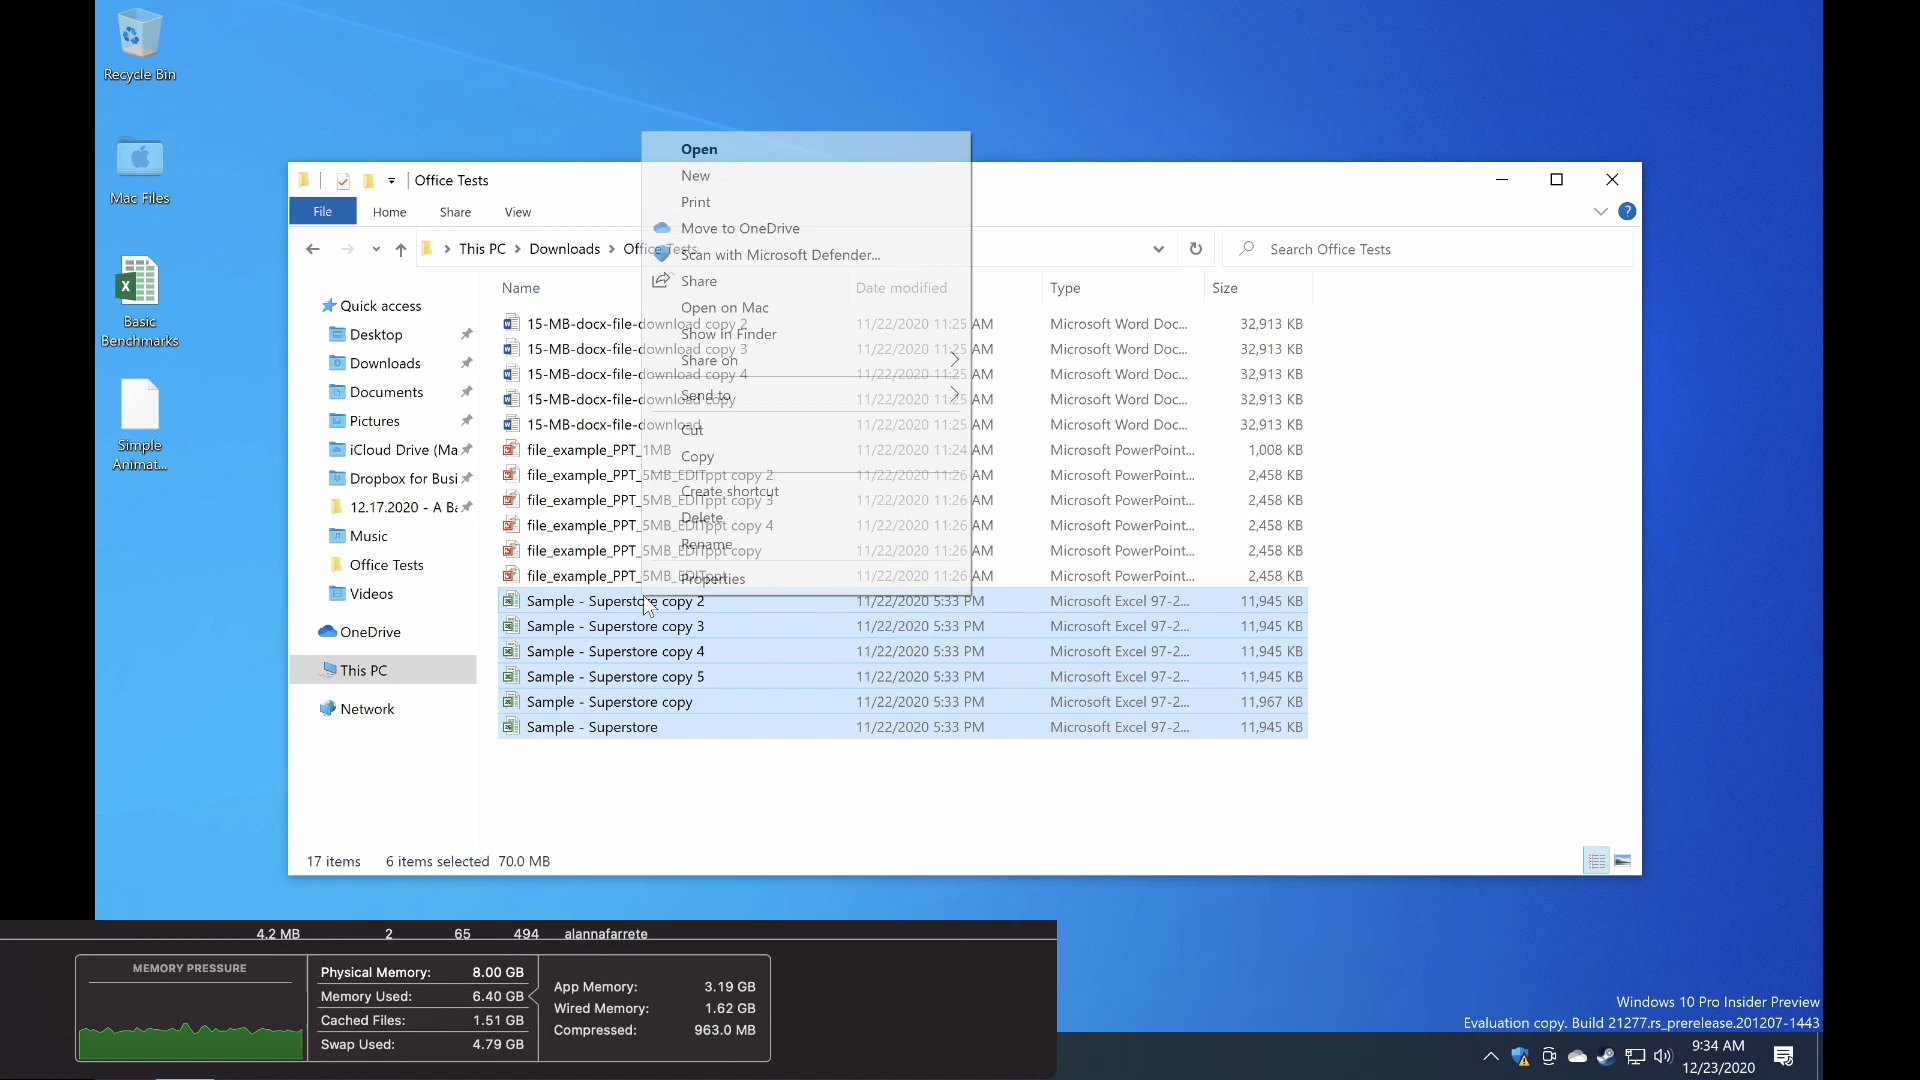 Recycle Bin
Mac Files
Basic
Benchmarks
Simple
Animat...
Office Tests
File Home Share View
This PC Downloads Office Tests
Search Office Tests
Name Date modified Type Size
Quick access
Desktop
Downloads
Documents
Pictures
iCloud Drive (Ma
Dropbox for Busi
12.17.2020 - A Ba
Music
Office Tests
Videos
OneDrive
This PC
Network
15-MB-docx-file-download copy 2 11/22/2020 11:25 AM Microsoft Word Doc... 32,913 KB
15-MB-docx-file-download copy 3 11/22/2020 11:25 AM Microsoft Word Doc... 32,913 KB
15-MB-docx-file-download copy 4 11/22/2020 11:25 AM Microsoft Word Doc... 32,913 KB
15-MB-docx-file-download copy 11/22/2020 11:25 AM Microsoft Word Doc... 32,913 KB
15-MB-docx-file-download 11/22/2020 11:25 AM Microsoft Word Doc... 32,913 KB
file_example_PPT_1MB 11/22/2020 11:24 AM Microsoft PowerPoint... 1,008 KB
file_example_PPT_5MB_EDITppt copy 2 11/22/2020 11:26 AM Microsoft PowerPoint... 2,458 KB
file_example_PPT_5MB_EDITppt copy 3 11/22/2020 11:26 AM Microsoft PowerPoint... 2,458 KB
file_example_PPT_5MB_EDITppt copy 4 11/22/2020 11:26 AM Microsoft PowerPoint... 2,458 KB
file_example_PPT_5MB_EDITppt copy 11/22/2020 11:26 AM Microsoft PowerPoint... 2,458 KB
file_example_PPT_5MB_EDITppt 11/22/2020 11:26 AM Microsoft PowerPoint... 2,458 KB
Sample - Superstore copy 2 11/22/2020 5:33 PM Microsoft Excel 97-2... 11,945 KB
Sample - Superstore copy 3 11/22/2020 5:33 PM Microsoft Excel 97-2... 11,945 KB
Sample - Superstore copy 4 11/22/2020 5:33 PM Microsoft Excel 97-2... 11,945 KB
Sample - Superstore copy 5 11/22/2020 5:33 PM Microsoft Excel 97-2... 11,945 KB
Sample - Superstore copy 11/22/2020 5:33 PM Microsoft Excel 97-2... 11,967 KB
Sample - Superstore 11/22/2020 5:33 PM Microsoft Excel 97-2... 11,945 KB
Open
New
Print
Move to OneDrive
Scan with Microsoft Defender...
Share
Open on Mac
Show in Finder
Share on
Send to
Cut
Copy
Create shortcut
Delete
Rename
Properties
17 items 6 items selected 70.0 MB
4.2 MB 2 65 494 alannafarrete
MEMORY PRESSURE
Physical Memory: 8.00 GB
Memory Used: 6.40 GB
Cached Files: 1.51 GB
Swap Used: 4.79 GB
App Memory: 3.19 GB
Wired Memory: 1.62 GB
Compressed: 963.0 MB
Windows 10 Pro Insider Preview
Evaluation copy. Build 21277.rs_prerelease.201207-1443
9:34 AM
12/23/2020